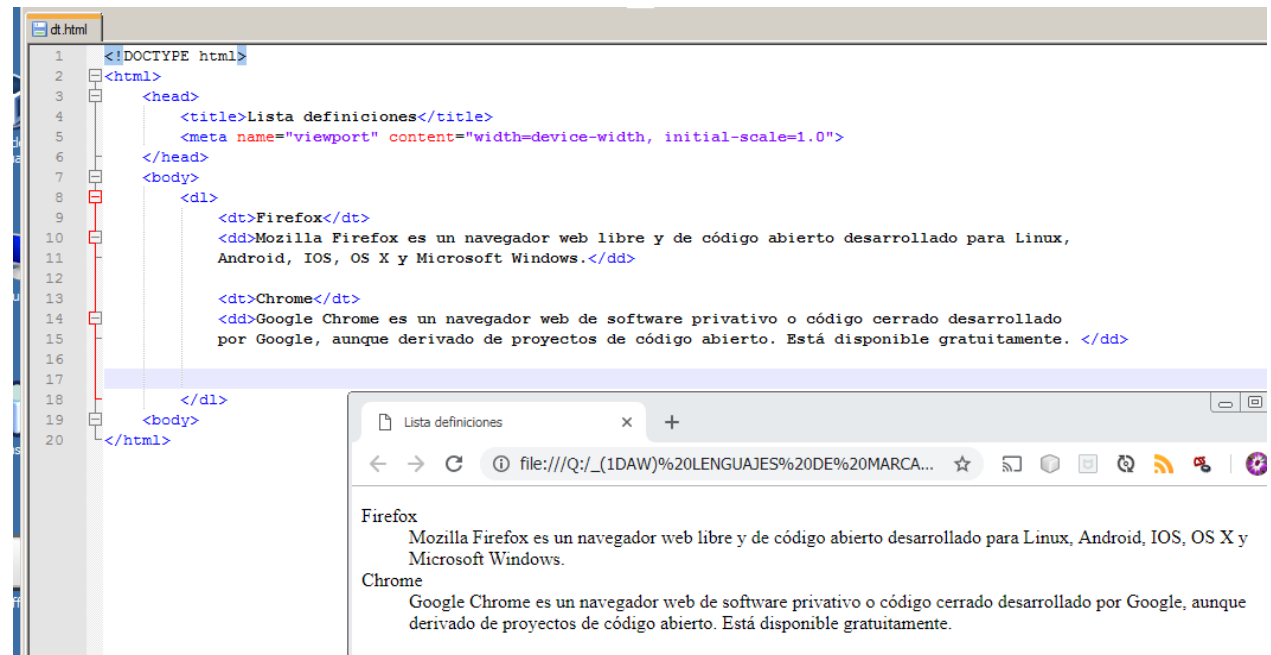 dt.html
1 <!DOCTYPE html>
2 <html>
3 <head>
4 <title>Lista definiciones</title>
5 <meta name="viewport" content="width=device-width, initial-scale=1.0">
6 </head>
7 <body>
8 <dl>
9 <dt>Firefox</dt>
10 <dd>Mozilla Firefox es un navegador web libre y de código abierto desarrollado para Linux,
11 Android, IOS, OS X y Microsoft Windows.</dd>
12
13 <dt>Chrome</dt>
14 <dd>Google Chrome es un navegador web de software privativo o código cerrado desarrollado
15 por Google, aunque derivado de proyectos de código abierto. Está disponible gratuitamente. </dd>
16
17
18 </dl>
19 <body>
20 </html>
Lista definiciones
file:///Q:/_(1DAW)%20LENGUAJES%20DE%20MARCA...
Firefox
Mozilla Firefox es un navegador web libre y de código abierto desarrollado para Linux, Android, IOS, OS X y
Microsoft Windows.
Chrome
Google Chrome es un navegador web de software privativo o código cerrado desarrollado por Google, aunque
derivado de proyectos de código abierto. Está disponible gratuitamente.